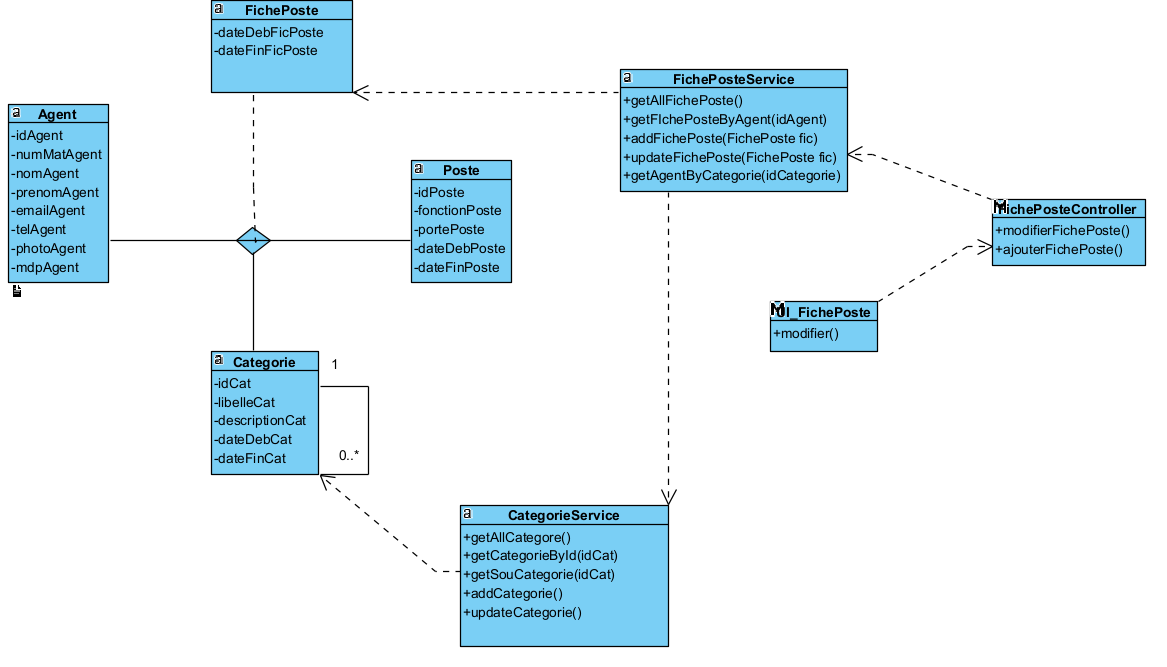 FichePoste
-dateDebFicPoste
-dateFinFicPoste
Agent
-idAgent
-numMatAgent
-nomAgent
-prenomAgent
-emailAgent
-telAgent
-photoAgent
-mdpAgent
Poste
-idPoste
-fonctionPoste
-portePoste
-dateDebPoste
-dateFinPoste
FichePosteService
+getAllFichePoste()
+getFIchePosteByAgent(idAgent)
+addFichePoste(FichePoste fic)
+updateFichePoste(FichePoste fic)
+getAgentByCategorie(idCategorie)
FichePosteController
+modifierFichePoste()
+ajouterFichePoste()
UI_FichePoste
+modifier()
Categorie
-idCat
-libelleCat
-descriptionCat
-dateDebCat
-dateFinCat
1
0..*
CategorieService
+getAllCategore()
+getCategorieById(idCat)
+getSouCategorie(idCat)
+addCategorie()
+updateCategorie()